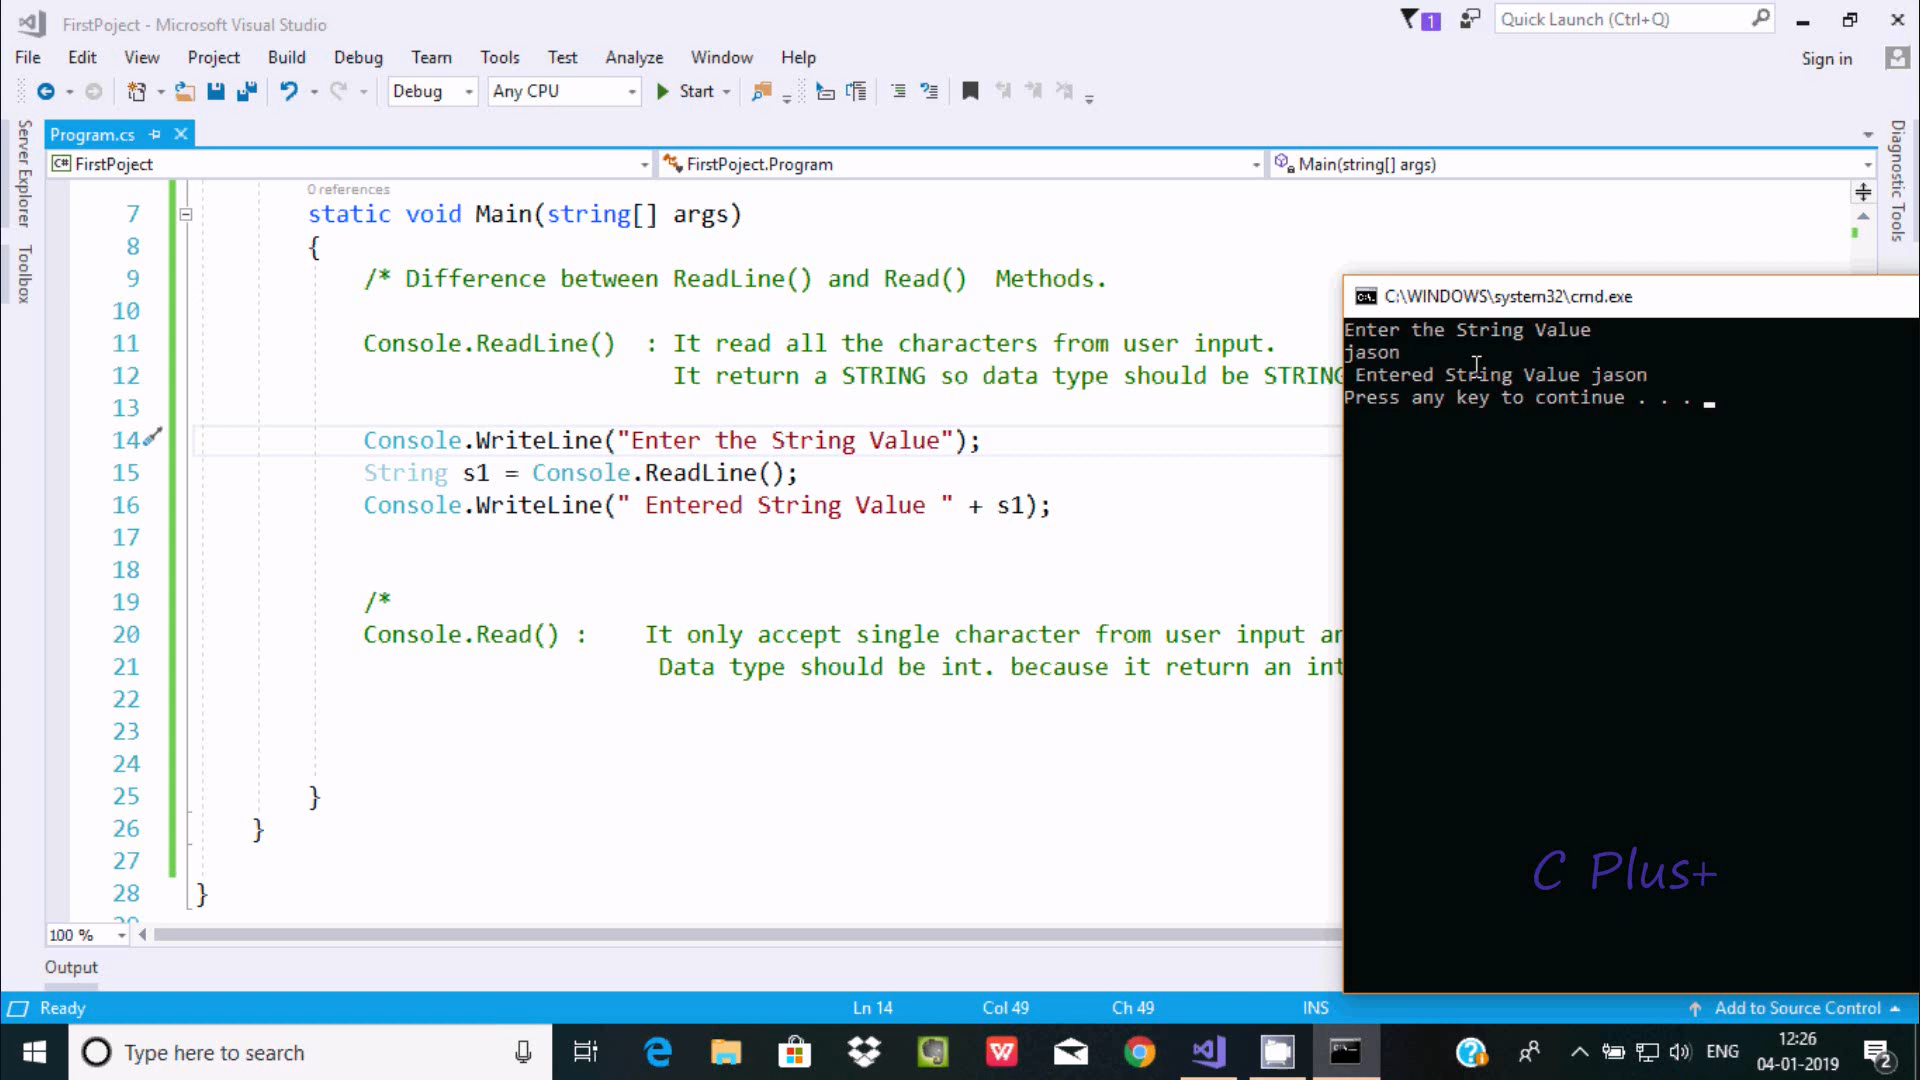 FirstPoject - Microsoft Visual Studio
1
Quick Launch (Ctrl+Q)
File Edit View Project Build Debug Team Tools Test Analyze Window Help
Sign in
Debug
Any CPU
Start
Server Explorer
Toolbox
Diagnostic Tools
Program.cs
C# FirstPoject
FirstPoject.Program
Main(string[] args)
0 references
7 static void Main(string[] args)
8 {
9 /* Difference between ReadLine() and Read()  Methods.
10
11 Console.ReadLine()  : It read all the characters from user input.
12 It return a STRING so data type should be STRING
13
14 Console.WriteLine("Enter the String Value");
15 String s1 = Console.ReadLine();
16 Console.WriteLine(" Entered String Value " + s1);
17
18
19 /*
20 Console.Read() :    It only accept single character from user input an
21 Data type should be int. because it return an int
22
23
24
25 }
26 }
27
28 }
100 %
Output
C:\WINDOWS\system32\cmd.exe
Enter the String Value
jason
Entered String Value jason
Press any key to continue . . .
C Plus+
Ready
Ln 14
Col 49
Ch 49
INS
Add to Source Control
Type here to search
ENG
12:26
04-01-2019
2